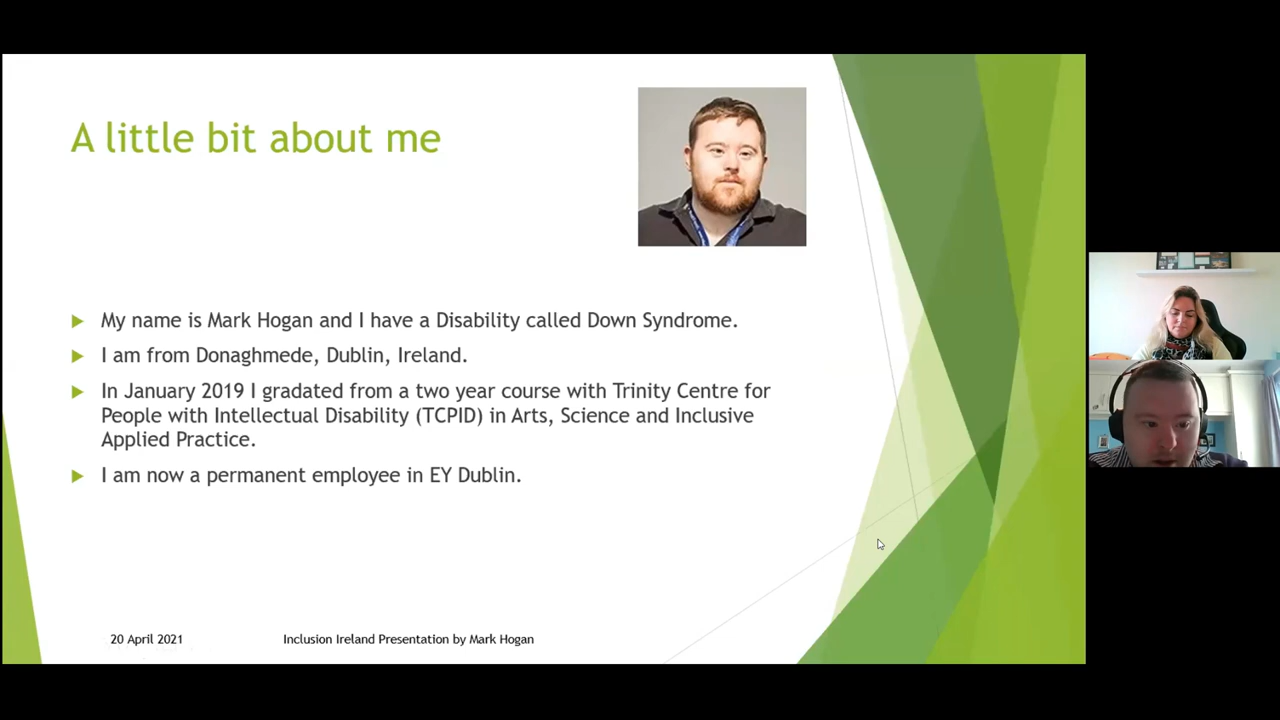 A little bit about me
My name is Mark Hogan and I have a Disability called Down Syndrome.
I am from Donaghmede, Dublin, Ireland.
In January 2019 I gradated from a two year course with Trinity Centre for
People with Intellectual Disability (TCPID) in Arts, Science and Inclusive
Applied Practice.
I am now a permanent employee in EY Dublin.
20 April 2021
Inclusion Ireland Presentation by Mark Hogan